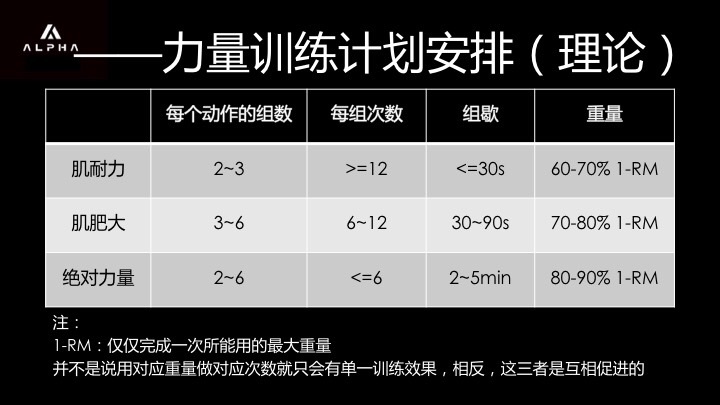 ALPHA
——力量训练计划安排（理论）
每个动作的组数 每组次数 组歇 重量
肌耐力 2~3 >=12 <=30s 60-70% 1-RM
肌肥大 3~6 6~12 30~90s 70-80% 1-RM
绝对力量 2~6 <=6 2~5min 80-90% 1-RM
注：
1-RM：仅仅完成一次所能用的最大重量
并不是说用对应重量做对应次数就只会有单一训练效果，相反，这三者是互相促进的